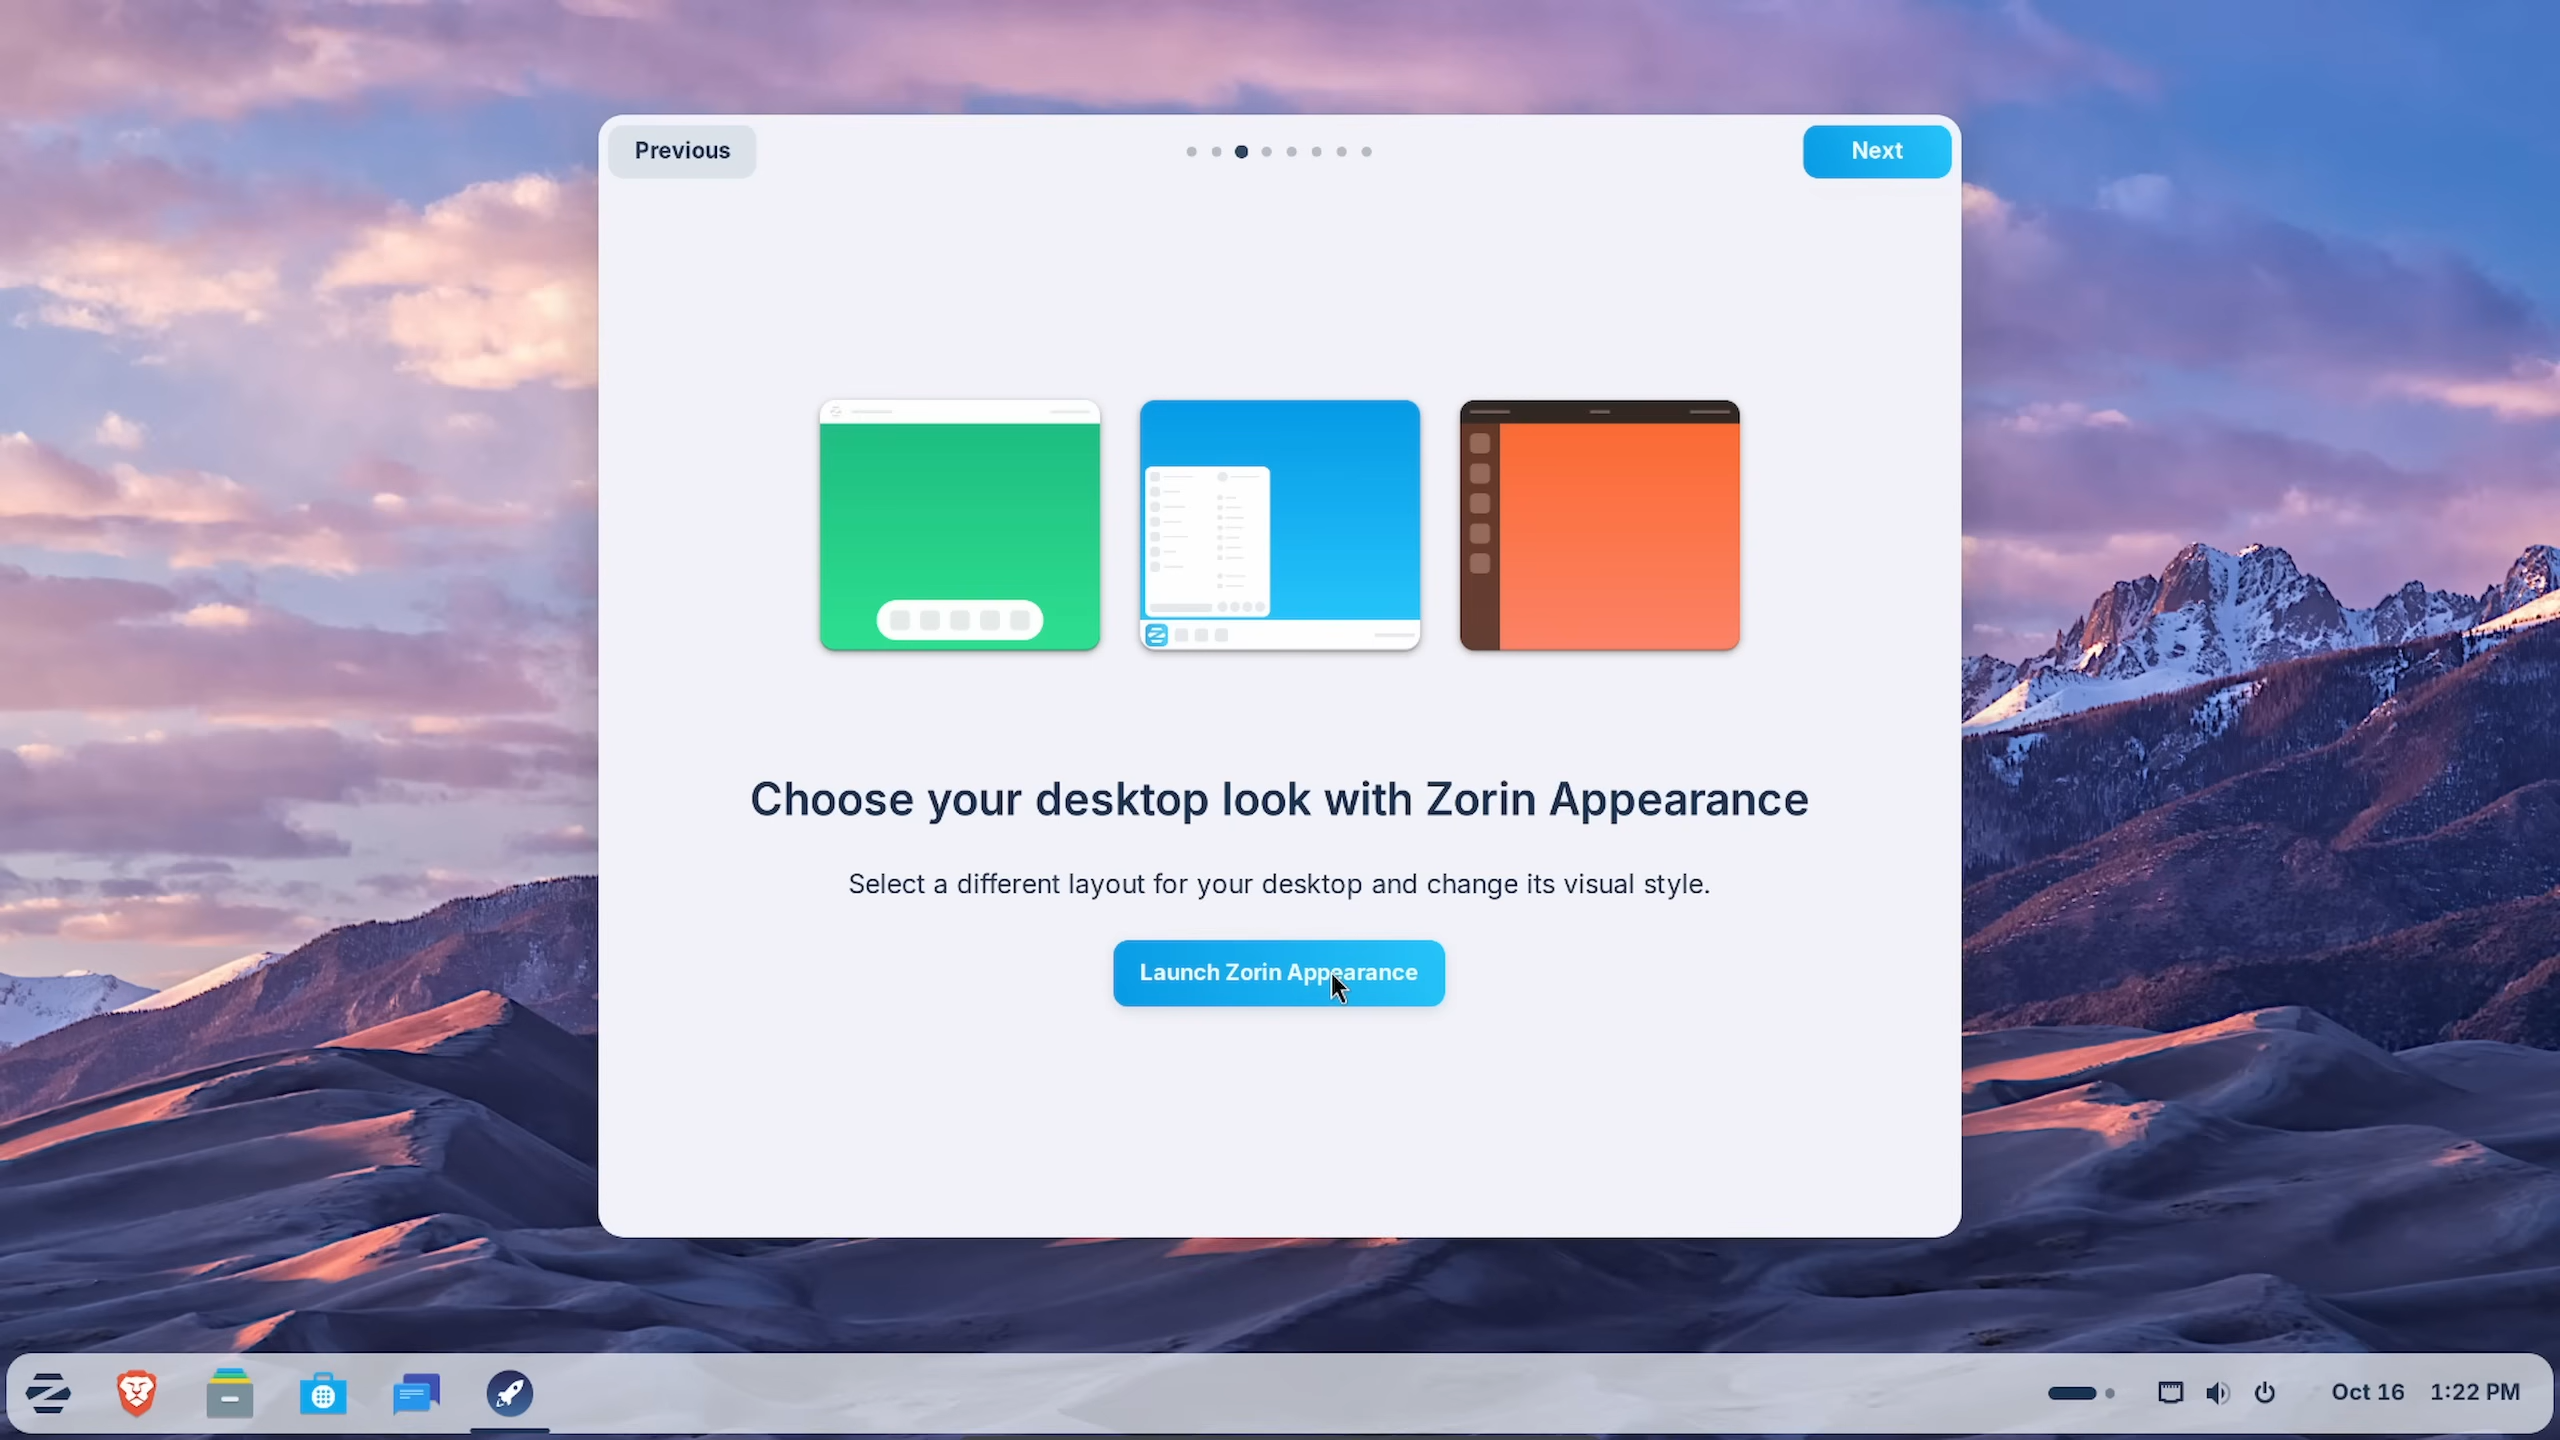 Previous
Next
Choose your desktop look with Zorin Appearance
Select a different layout for your desktop and change its visual style.
Launch Zorin Appearance
Oct 16 1:22 PM